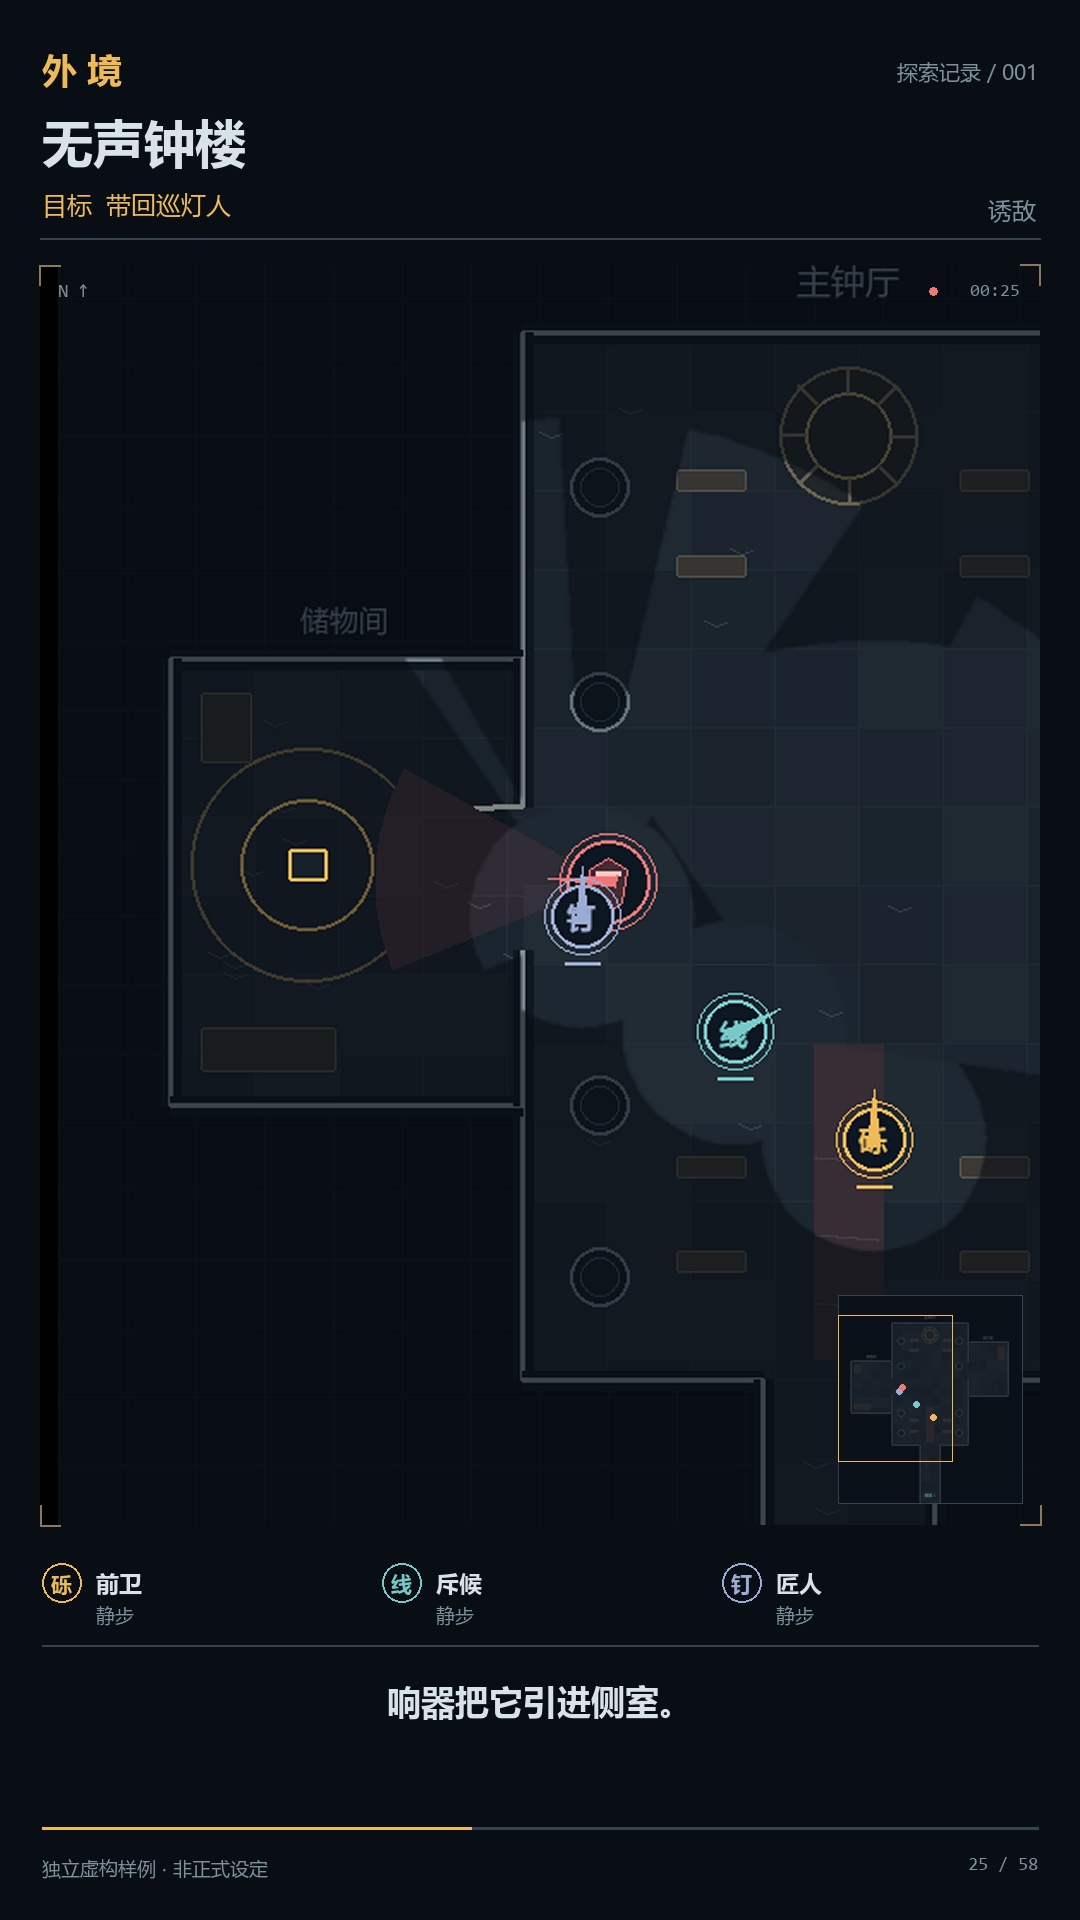 外境
探索记录 / 001
无声钟楼
目标 带回巡灯人
诱敌
主钟厅
N ↑
00:25
储物间
钉
线
砾
砾 前卫
静步
线 斥候
静步
钉 匠人
静步
响器把它引进侧室。
独立虚构样例 · 非正式设定
25 / 58